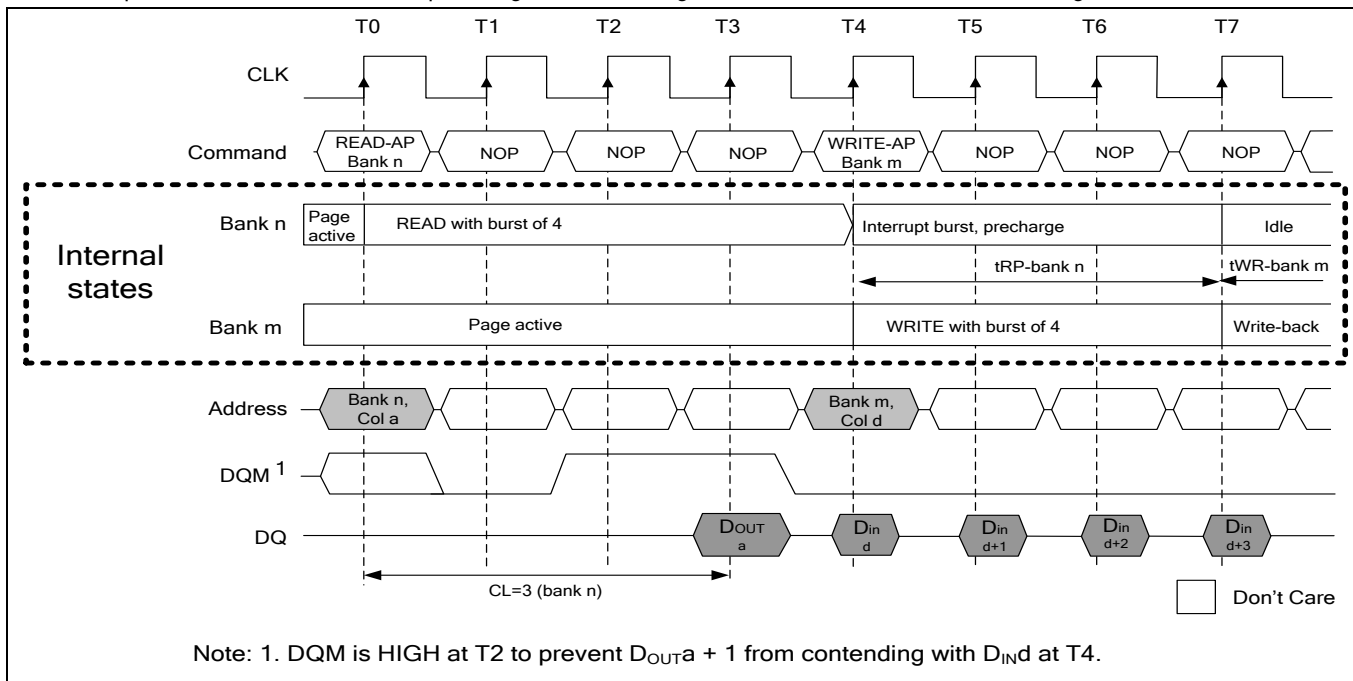 T0 T1 T2 T3 T4 T5 T6 T7
CLK
Command READ-AP Bank n NOP NOP NOP WRITE-AP Bank m NOP NOP NOP
Bank n Page active READ with burst of 4 Interrupt burst, precharge Idle
Internal states
tRP-bank n tWR-bank m
Bank m Page active WRITE with burst of 4 Write-back
Address Bank n, Col a Bank m, Col d
DQM 1
DQ DOUT a Din d Din d+1 Din d+2 Din d+3
CL=3 (bank n)
Don't Care
Note: 1. DQM is HIGH at T2 to prevent DOUTa + 1 from contending with DINd at T4.